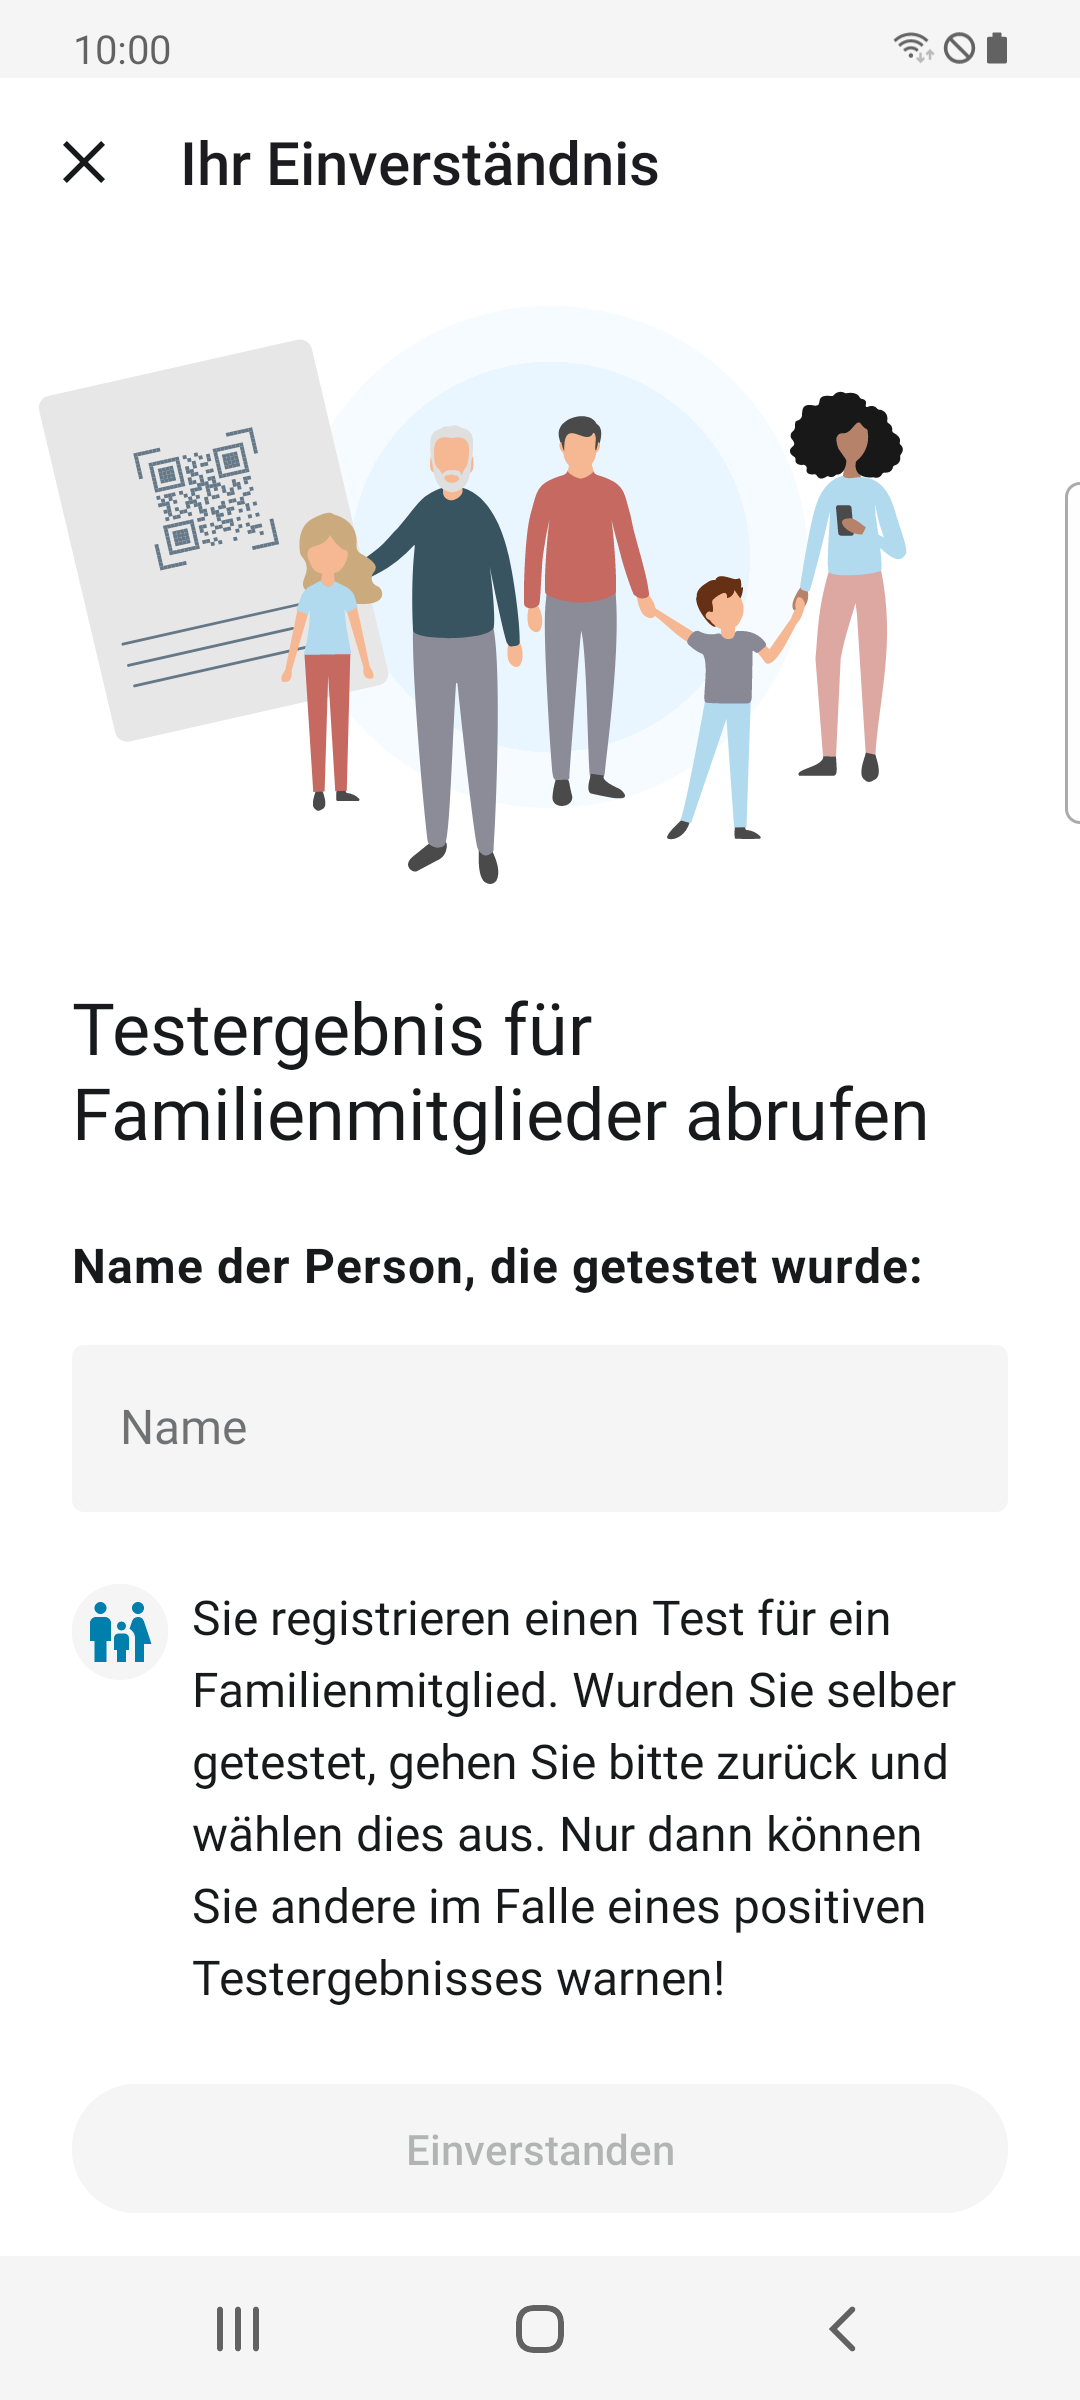 10:00
Ihr Einverständnis
Testergebnis für
Familienmitglieder abrufen
Name der Person, die getestet wurde:
Name
Sie registrieren einen Test für ein
Familienmitglied. Wurden Sie selber
getestet, gehen Sie bitte zurück und
wählen dies aus. Nur dann können
Sie andere im Falle eines positiven
Testergebnisses warnen!
Einverstanden